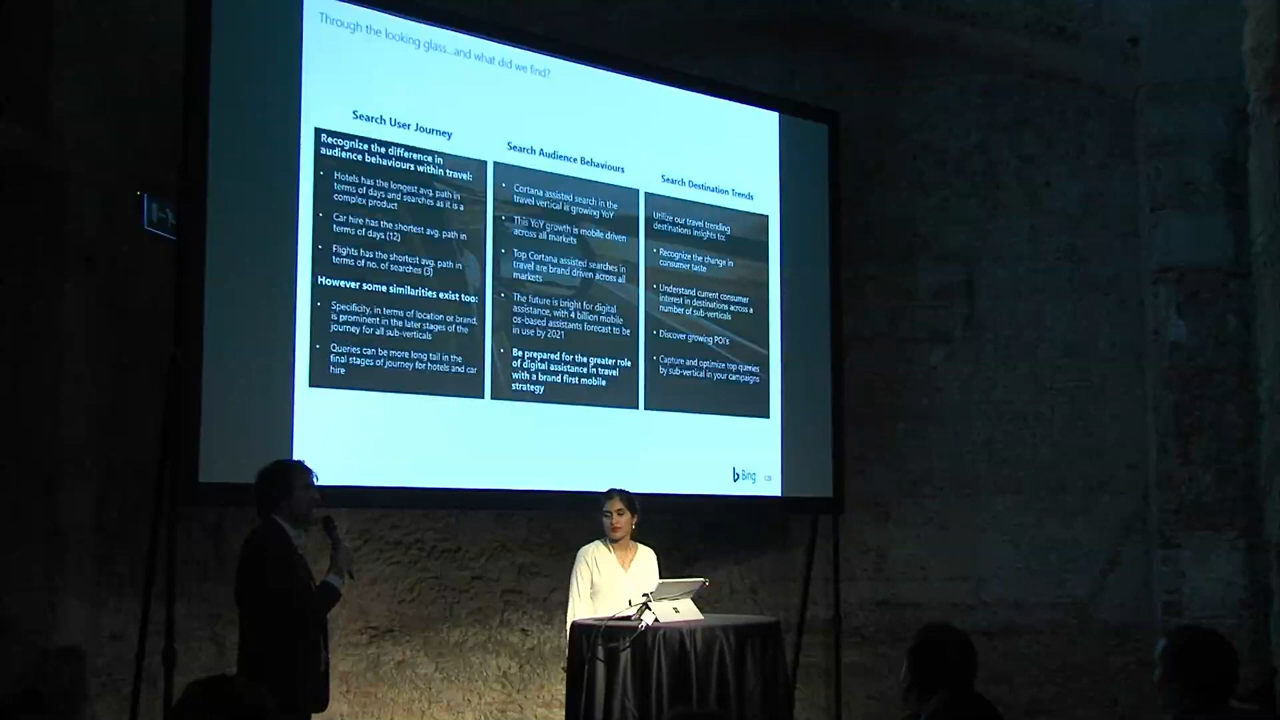 Through the looking glass...and what did we find?
Search User Journey
Recognize the difference in
audience behaviours within travel:
• Hotels has the longest avg. path in
terms of days and searches as it is a
complex product
• Car hire has the shortest avg. path in
terms of days (12)
• Flights has the shortest avg. path in
terms of no. of searches (3)
However some similarities exist too:
• Specificity, in terms of location or brand,
is prominent in the later stages of the
journey for all sub-verticals
• Queries can be more long tail in the
final stages of journey for hotels and car
hire
Search Audience Behaviours
• Cortana assisted search in the
travel vertical is growing YoY
• This YoY growth is mobile driven
across all markets
• Top Cortana assisted searches in
travel are brand driven across all
markets
• The future is bright for digital
assistance, with 4 billion mobile
os-based assistants forecast to be
in use by 2021
• Be prepared for the greater role
of digital assistance in travel
with a brand first mobile
strategy
Search Destination Trends
Utilize our travel trending
destinations insights to:
• Recognize the change in
consumer taste
• Understand current consumer
interest in destinations across a
number of sub-verticals
• Discover growing POI's
• Capture and optimize top queries
by sub-vertical in your campaigns
Bing